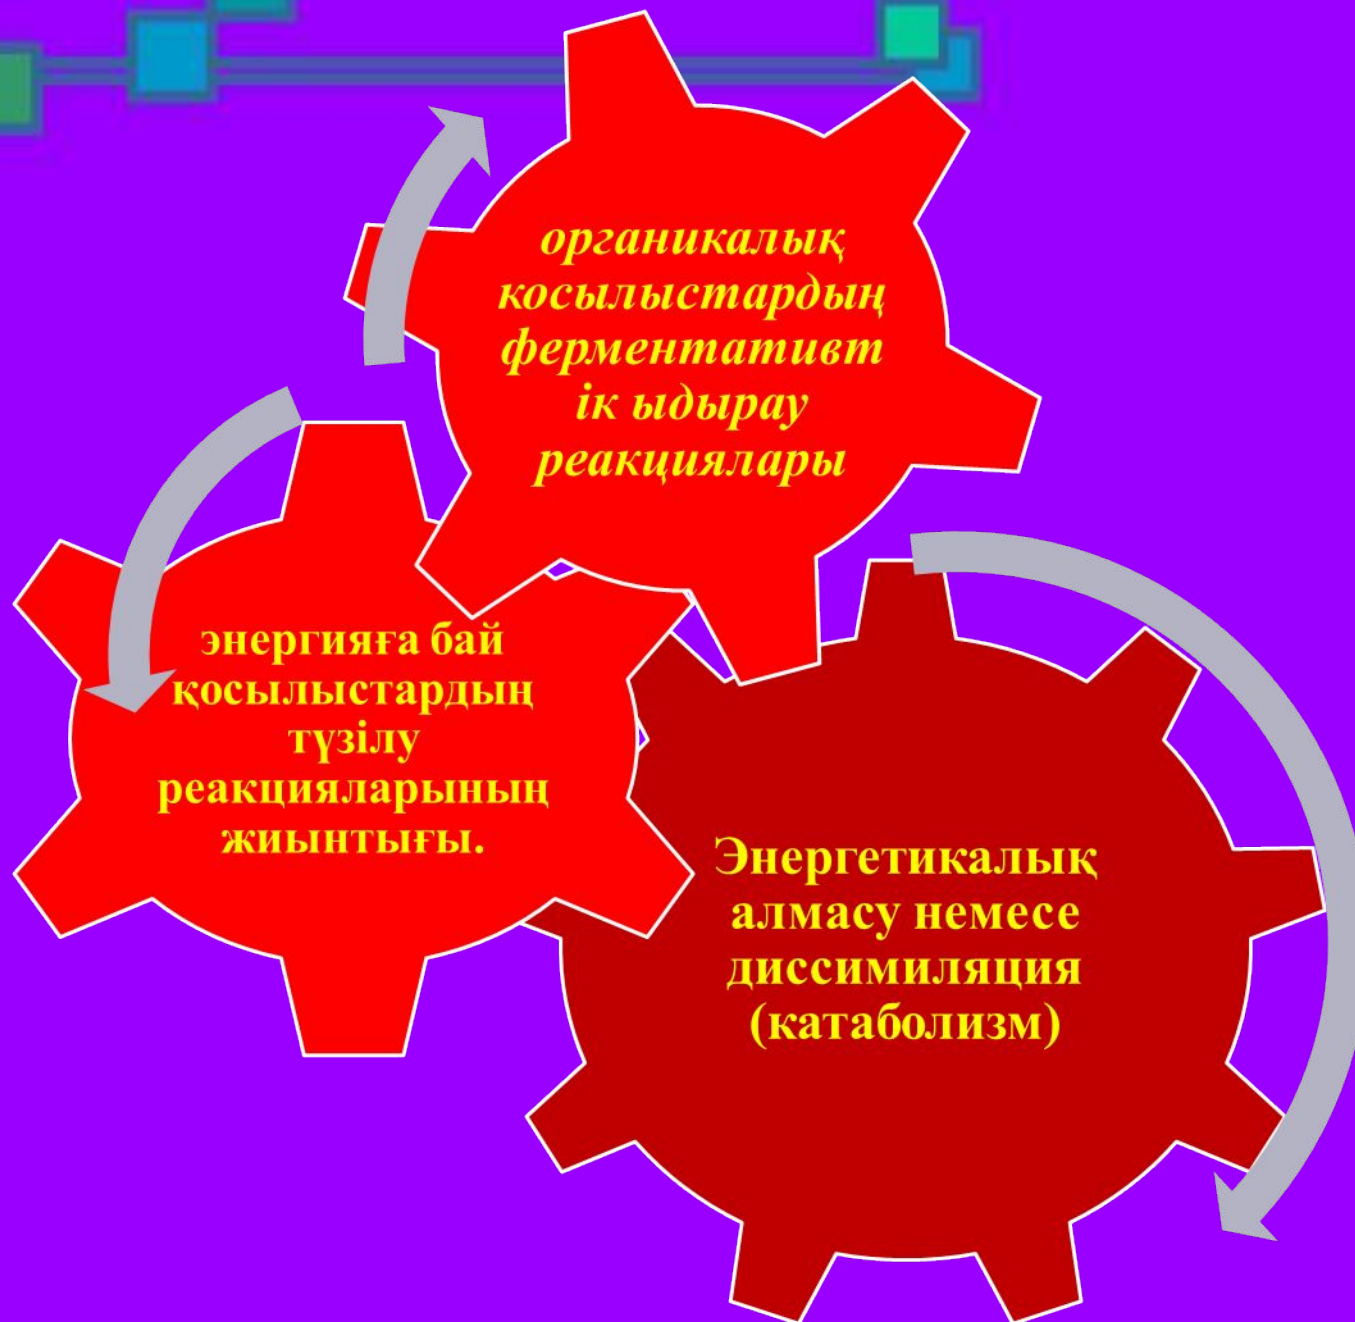 органикалық
косылыстардың
ферментативт
ік ыдырау
реакциялары
энергияға бай
қосылыстардың
түзілу
реакцияларының
жиынтығы.
Энергетикалық
алмасу немесе
диссимиляция
(катаболизм)